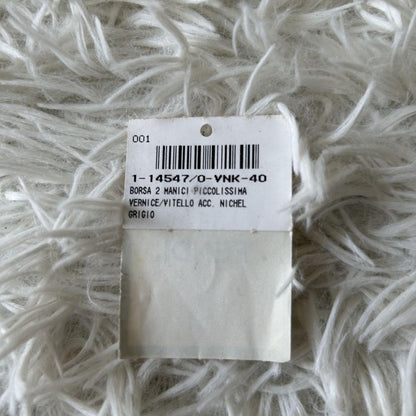 001
1-14547/0-VNK-40
BORSA 2 MANICI PICCOLISSIMA
VERNICE/VITELLO ACC. NICHEL
GRIGIO